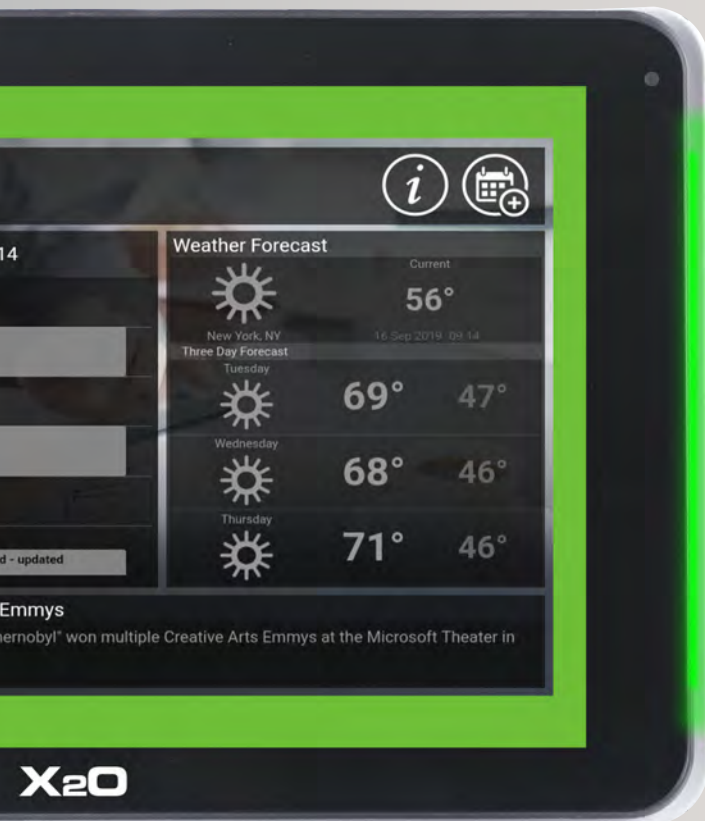 14
Weather Forecast
Current
56°
New York, NY
16 Sep 2019 09:14
Three Day Forecast
Tuesday
69° 47°
Wednesday
68° 46°
Thursday
71° 46°
d - updated
Emmys
ernobyl" won multiple Creative Arts Emmys at the Microsoft Theater in
X2O